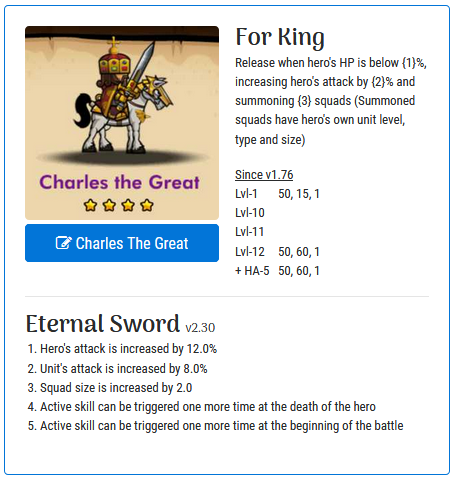 For King
Release when hero's HP is below {1}%,
increasing hero's attack by {2}% and
summoning {3} squads (Summoned
squads have hero's own unit level,
type and size)
Charles the Great
Charles The Great
Since v1.76
Lvl-1 50, 15, 1
Lvl-10
Lvl-11
Lvl-12 50, 60, 1
+ HA-5 50, 60, 1
Eternal Sword v2.30
1. Hero's attack is increased by 12.0%
2. Unit's attack is increased by 8.0%
3. Squad size is increased by 2.0
4. Active skill can be triggered one more time at the death of the hero
5. Active skill can be triggered one more time at the beginning of the battle